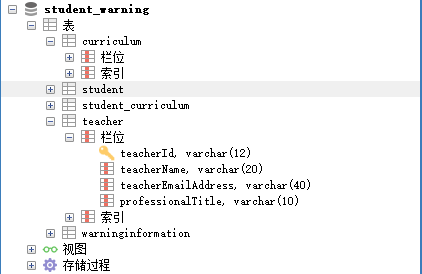 student_warning
表
curriculum
栏位
索引
student
student_curriculum
teacher
栏位
teacherId, varchar(12)
teacherName, varchar(20)
teacherEmailAddress, varchar(40)
professionalTitle, varchar(10)
索引
warninginformation
视图
存储过程